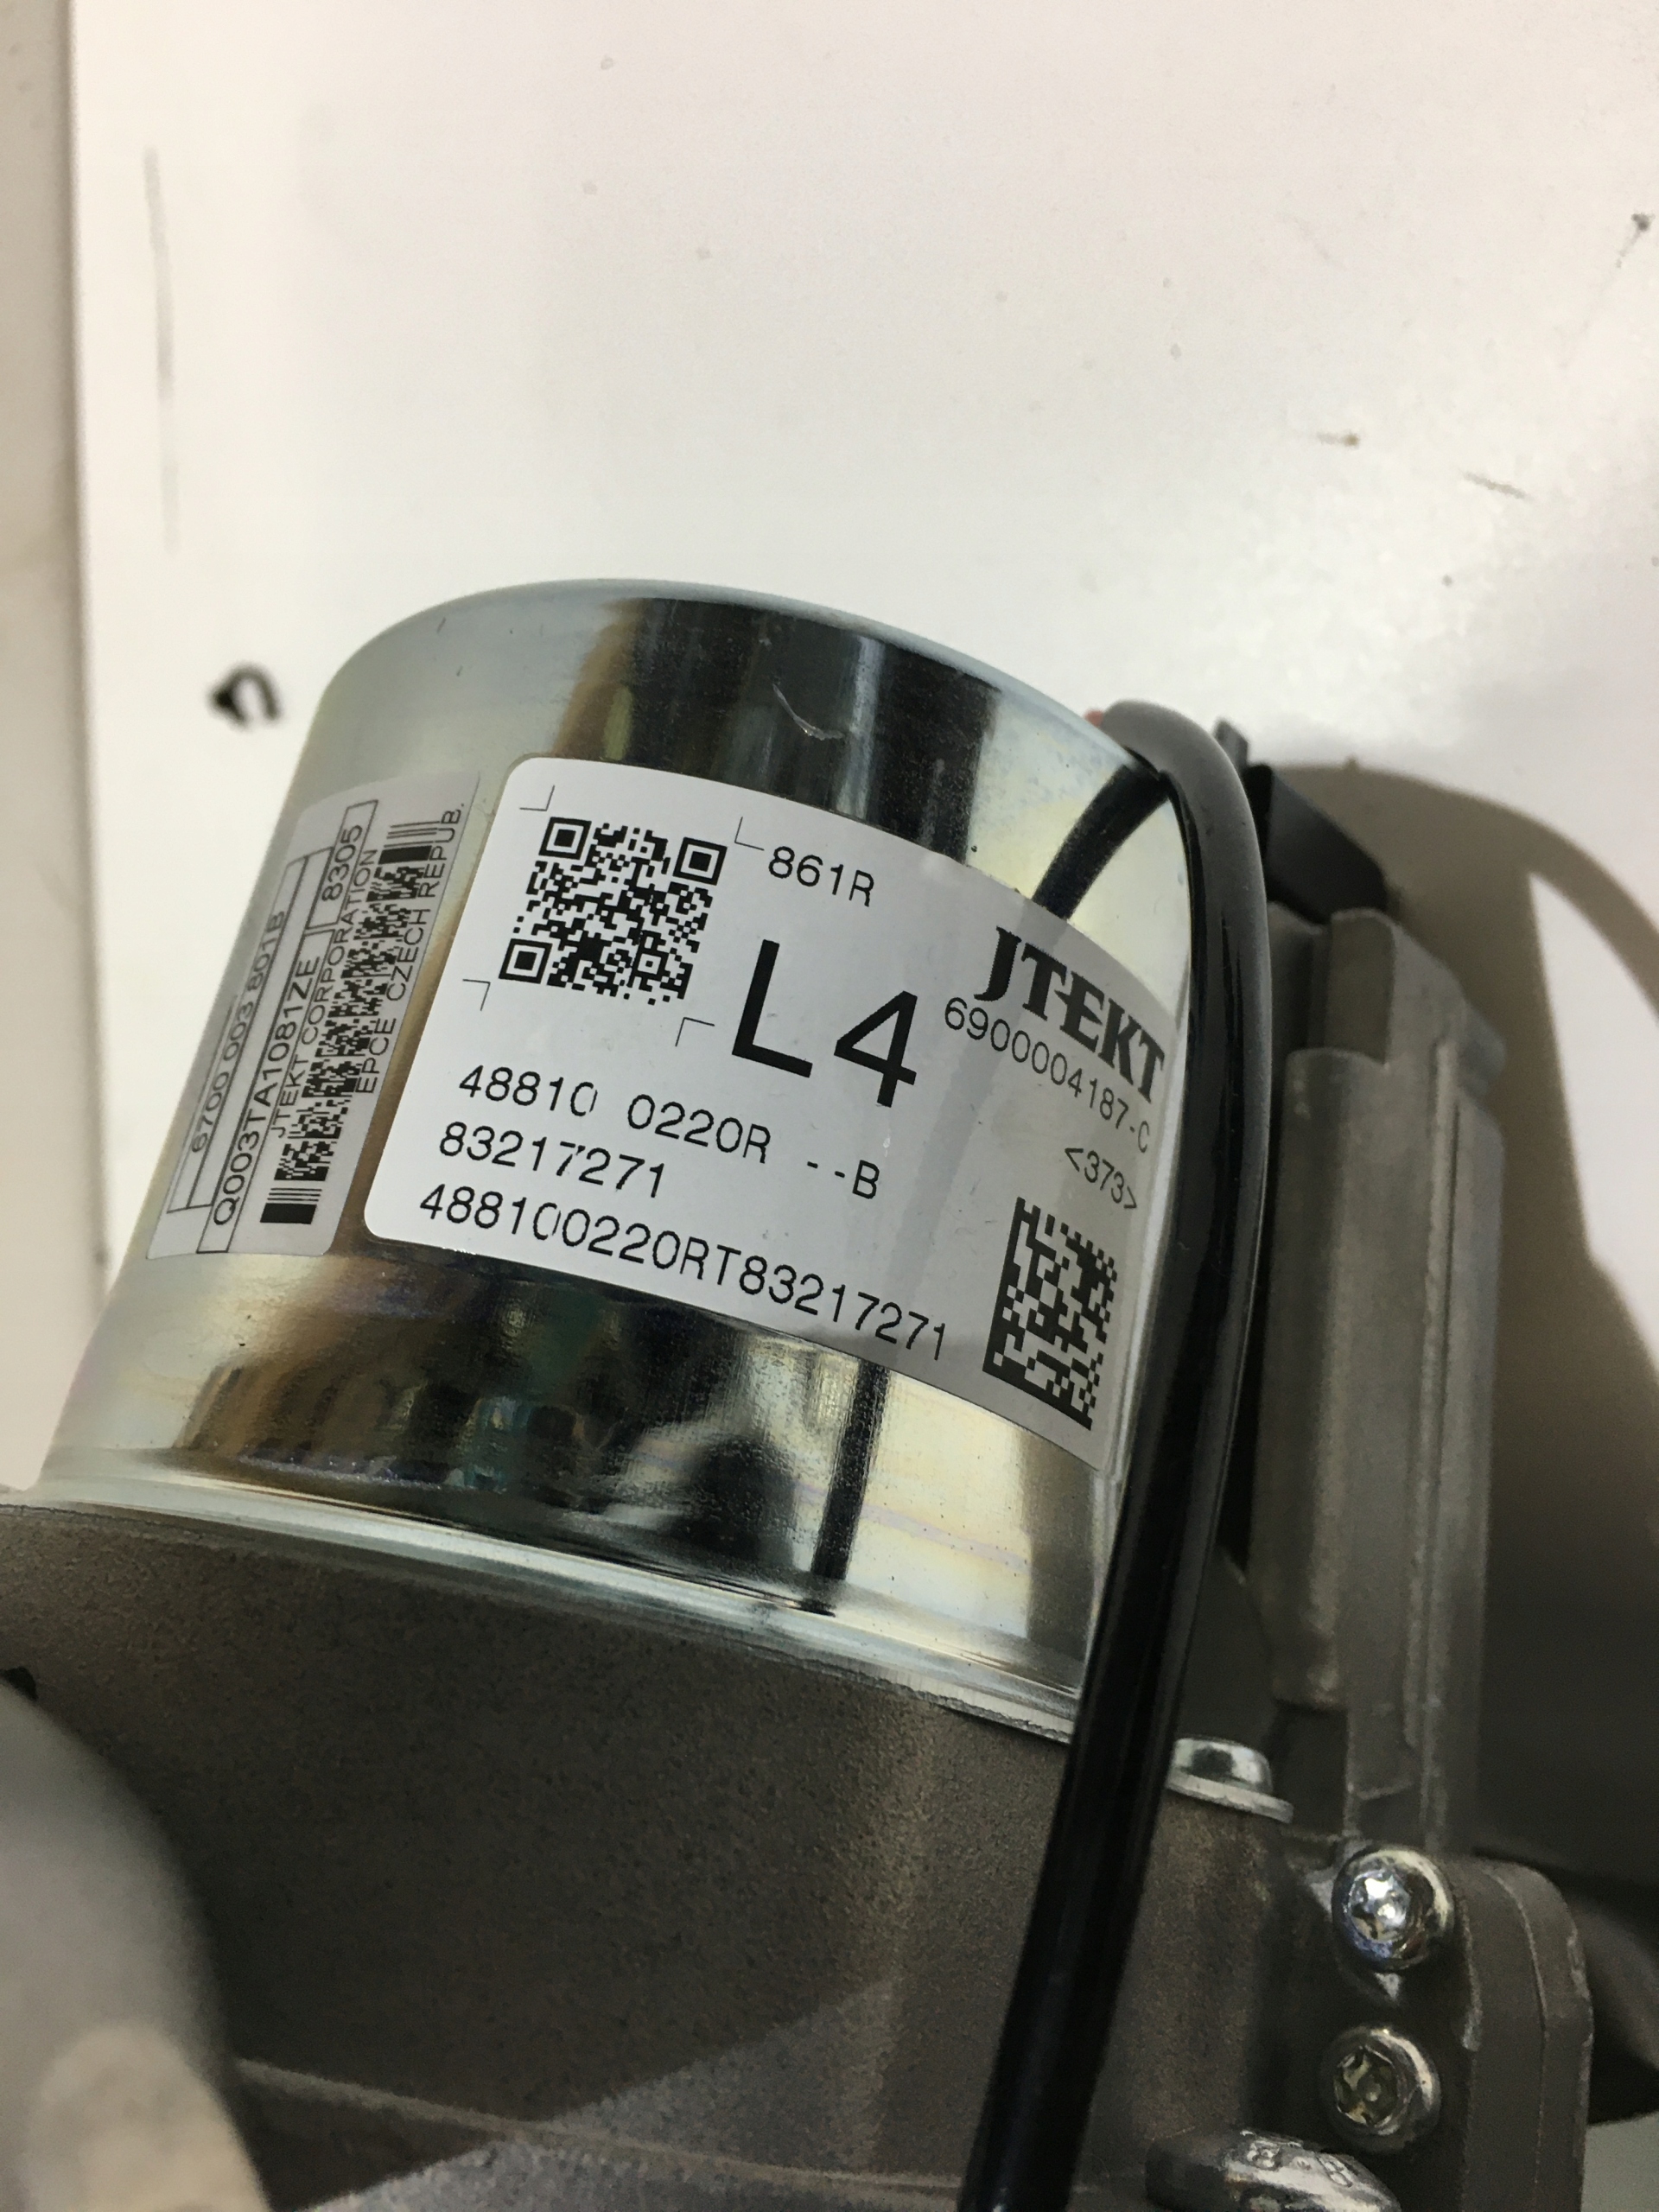 6700 003 801B
Q003TA1081ZE
8305
JTEKT CORPORATION
EPCE CZECH REPUB.
861R
L4
JTEKT
6900004187-C
<373>
48810 0220R --B
83217271
488100220RT83217271